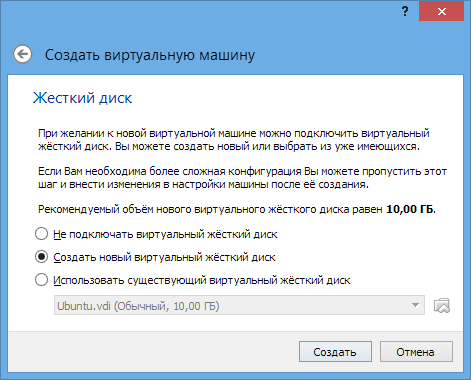 ?
Создать виртуальную машину
Жесткий диск
При желании к новой виртуальной машине можно подключить виртуальный
жёсткий диск. Вы можете создать новый или выбрать из уже имеющихся.
Если Вам необходима более сложная конфигурация Вы можете пропустить этот
шаг и внести изменения в настройки машины после её создания.
Рекомендуемый объём нового виртуального жёсткого диска равен 10,00 ГБ.
Не подключать виртуальный жёсткий диск
Создать новый виртуальный жёсткий диск
Использовать существующий виртуальный жёсткий диск
Ubuntu.vdi (Обычный, 10,00 ГБ)
Создать
Отмена